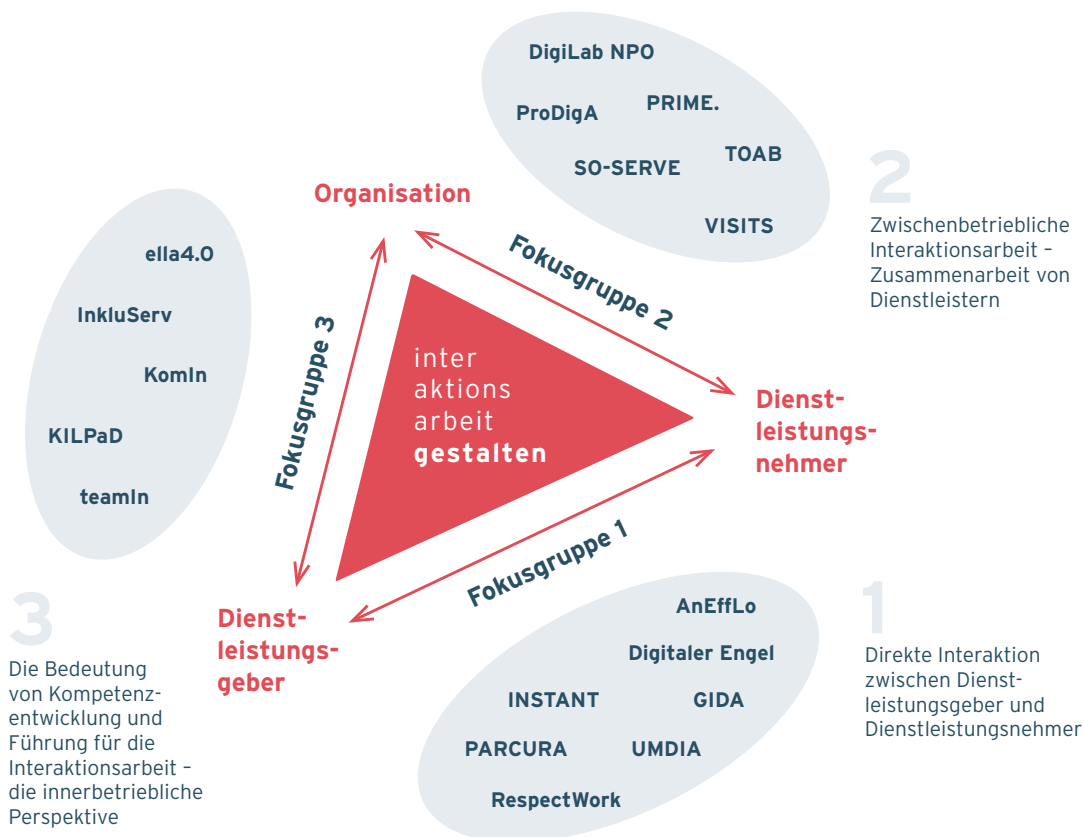 DigiLab NPO
ProDigA
PRIME.
SO-SERVE
TOAB
VISITS
2
Zwischenbetriebliche
Interaktionsarbeit –
Zusammenarbeit von
Dienstleistern
Organisation
Fokusgruppe 2
Fokusgruppe 3
ella4.0
InkluServ
KomIn
KILPaD
teamIn
inter
aktions
arbeit
gestalten
Dienst-
leistungs-
nehmer
Fokusgruppe 1
Dienst-
leistungs-
geber
3
Die Bedeutung
von Kompetenz-
entwicklung und
Führung für die
Interaktionsarbeit –
die innerbetriebliche
Perspektive
AnEffLo
Digitaler Engel
INSTANT
GIDA
PARCURA
UMDIA
RespectWork
1
Direkte Interaktion
zwischen Dienst-
leistungsgeber und
Dienstleistungsnehmer